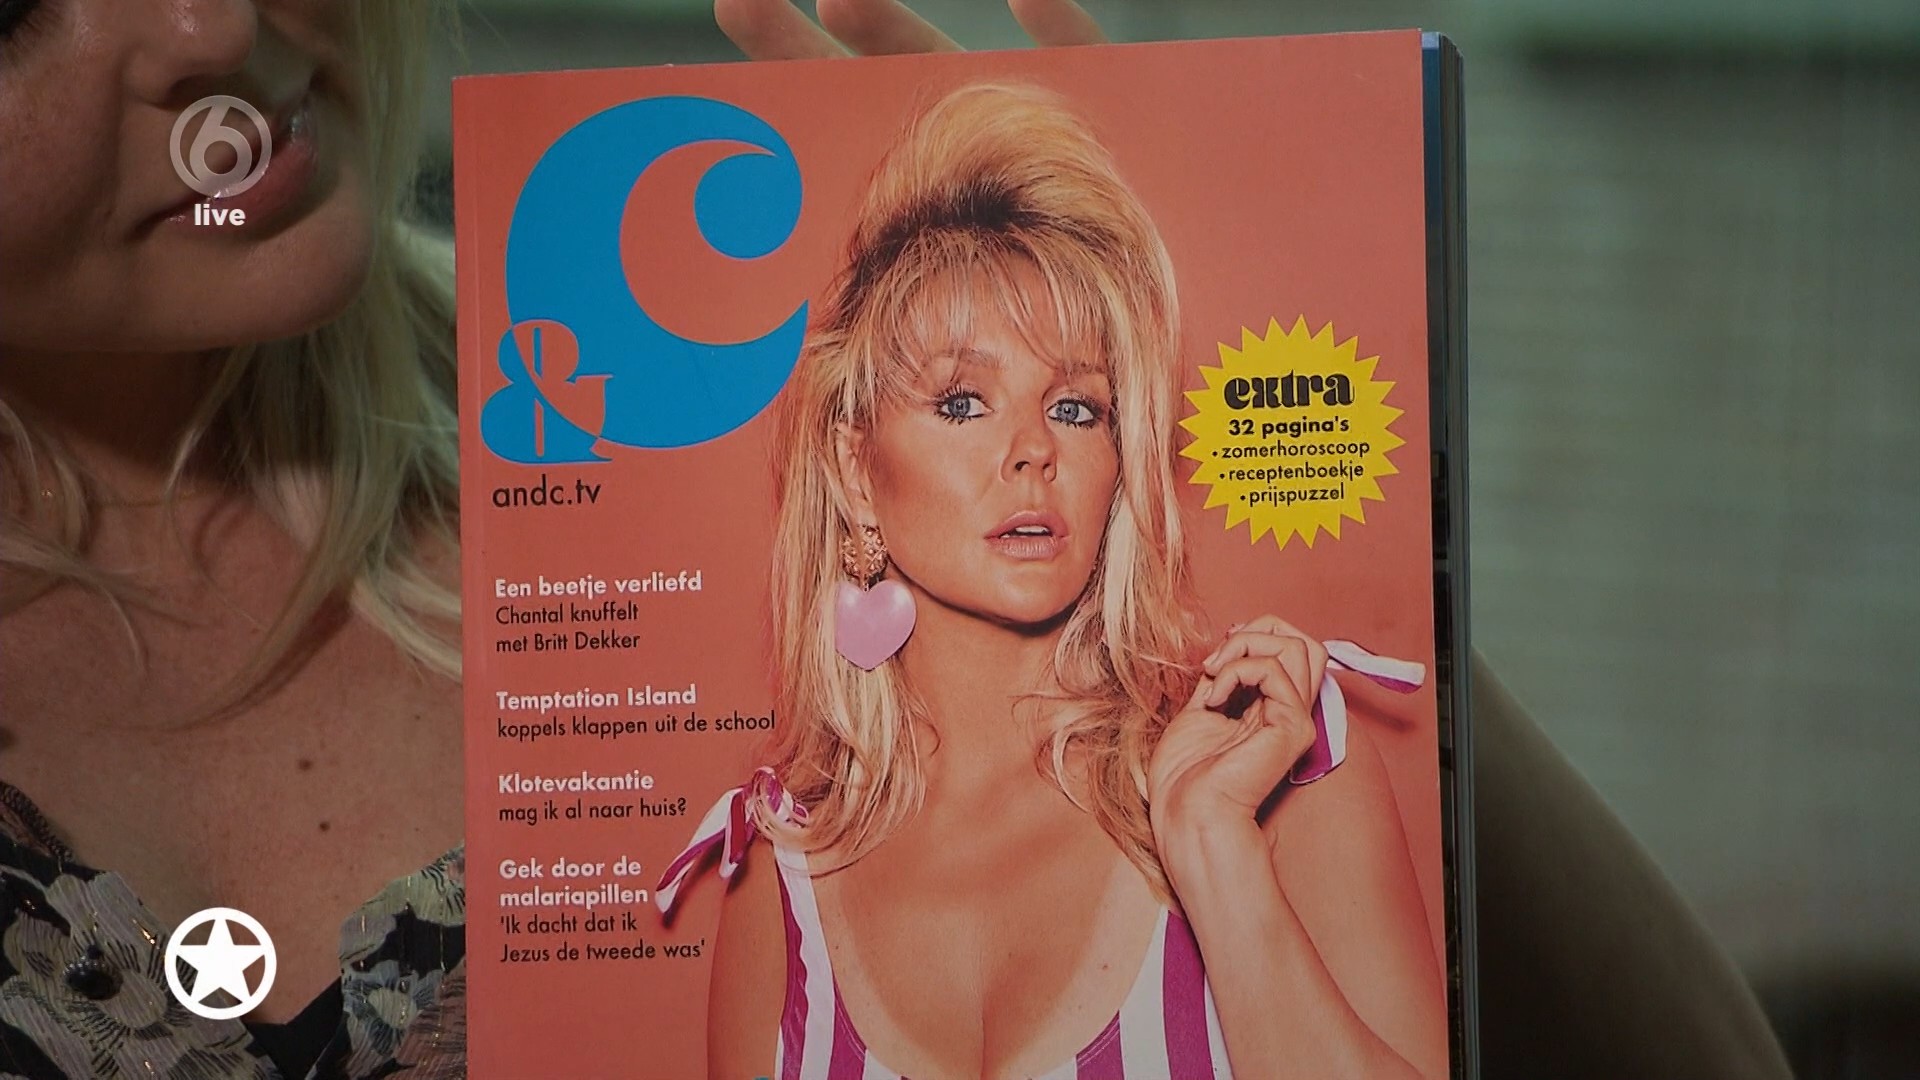 6
live
&C
andc.tv
extra
32 pagina's
• zomerhoroscoop
• receptenboekje
• prijspuzzel
Een beetje verliefd
Chantal knuffelt
met Britt Dekker
Temptation Island
koppels klappen uit de school
Klotevakantie
mag ik al naar huis?
Gek door de
malariapillen
'Ik dacht dat ik
Jezus de tweede was'